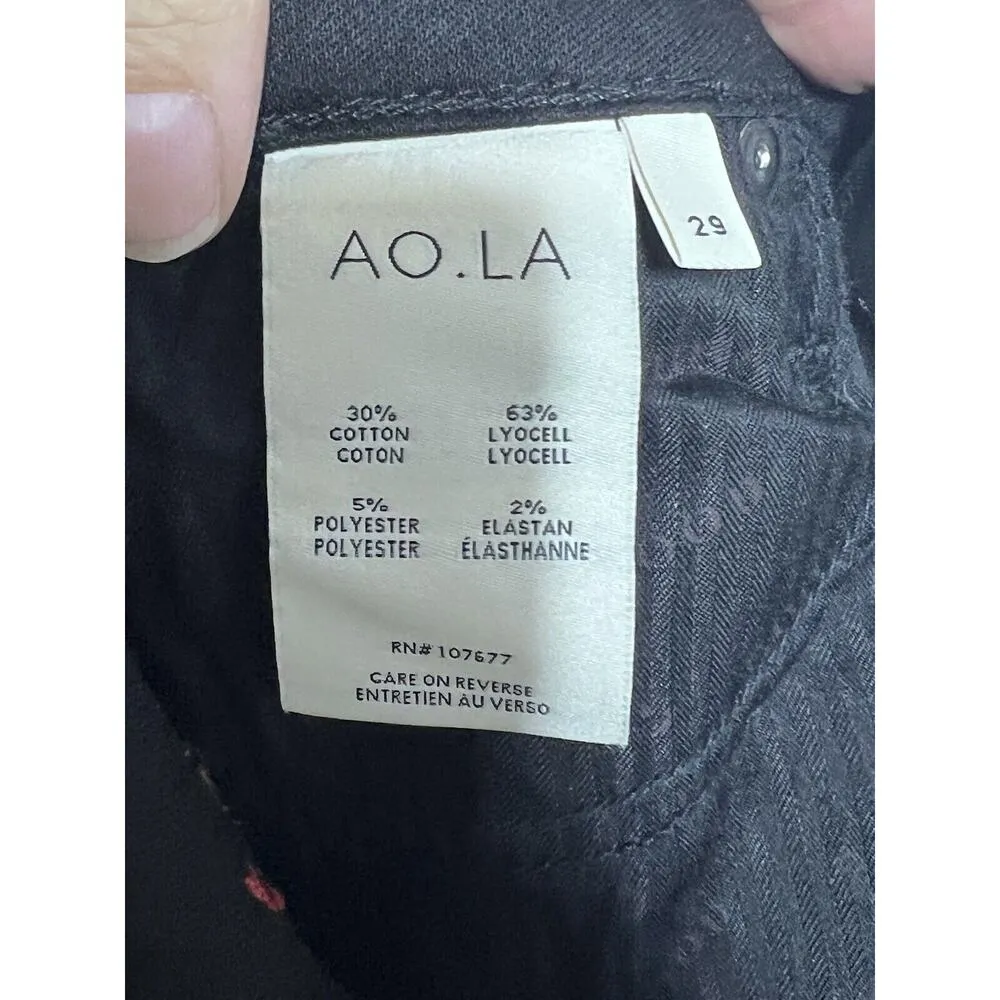 AO.LA
29
30%
COTTON
COTON
63%
LYOCELL
LYOCELL
5%
POLYESTER
POLYESTER
2%
ELASTAN
ÉLASTHANNE
RN# 107677
CARE ON REVERSE
ENTRETIEN AU VERSO